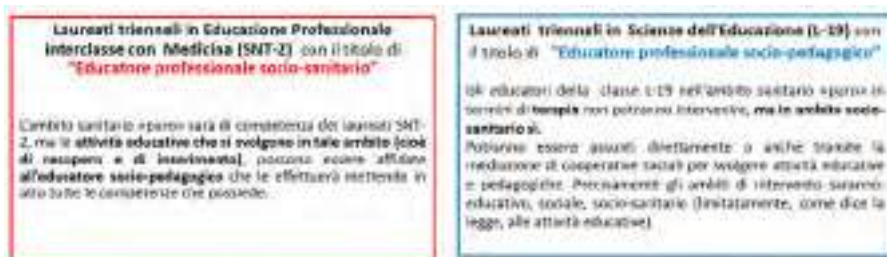 Laureati triennali in Educazione Professionale
interclasse con Medicina (SNT-2) con il titolo di
"Educatore professionale socio-sanitario"
L'ambito sanitario «puro» sarà di competenza dei laureati SNT-
2, ma le attività educative che si svolgono in tale ambito (cioè
di recupero e di inserimento), possono essere affidate
all'educatore socio-pedagogico che le effettuerà mettendo in
atto tutte le competenze che possiede.
Laureati triennali in Scienze dell'Educazione (L-19) con
il titolo di "Educatore professionale socio-pedagogico"
Gli educatori della classe L-19 nell'ambito sanitario «puro» in
termini di terapia non potranno intervenire, ma in ambito socio-
sanitario sì.
Potranno essere assunti direttamente o anche tramite la
mediazione di cooperative sociali per svolgere attività educative
e pedagogiche. Precisamente gli ambiti di intervento saranno:
educativo, sociale, socio-sanitario (limitatamente, come dice la
legge, alle attività educative)